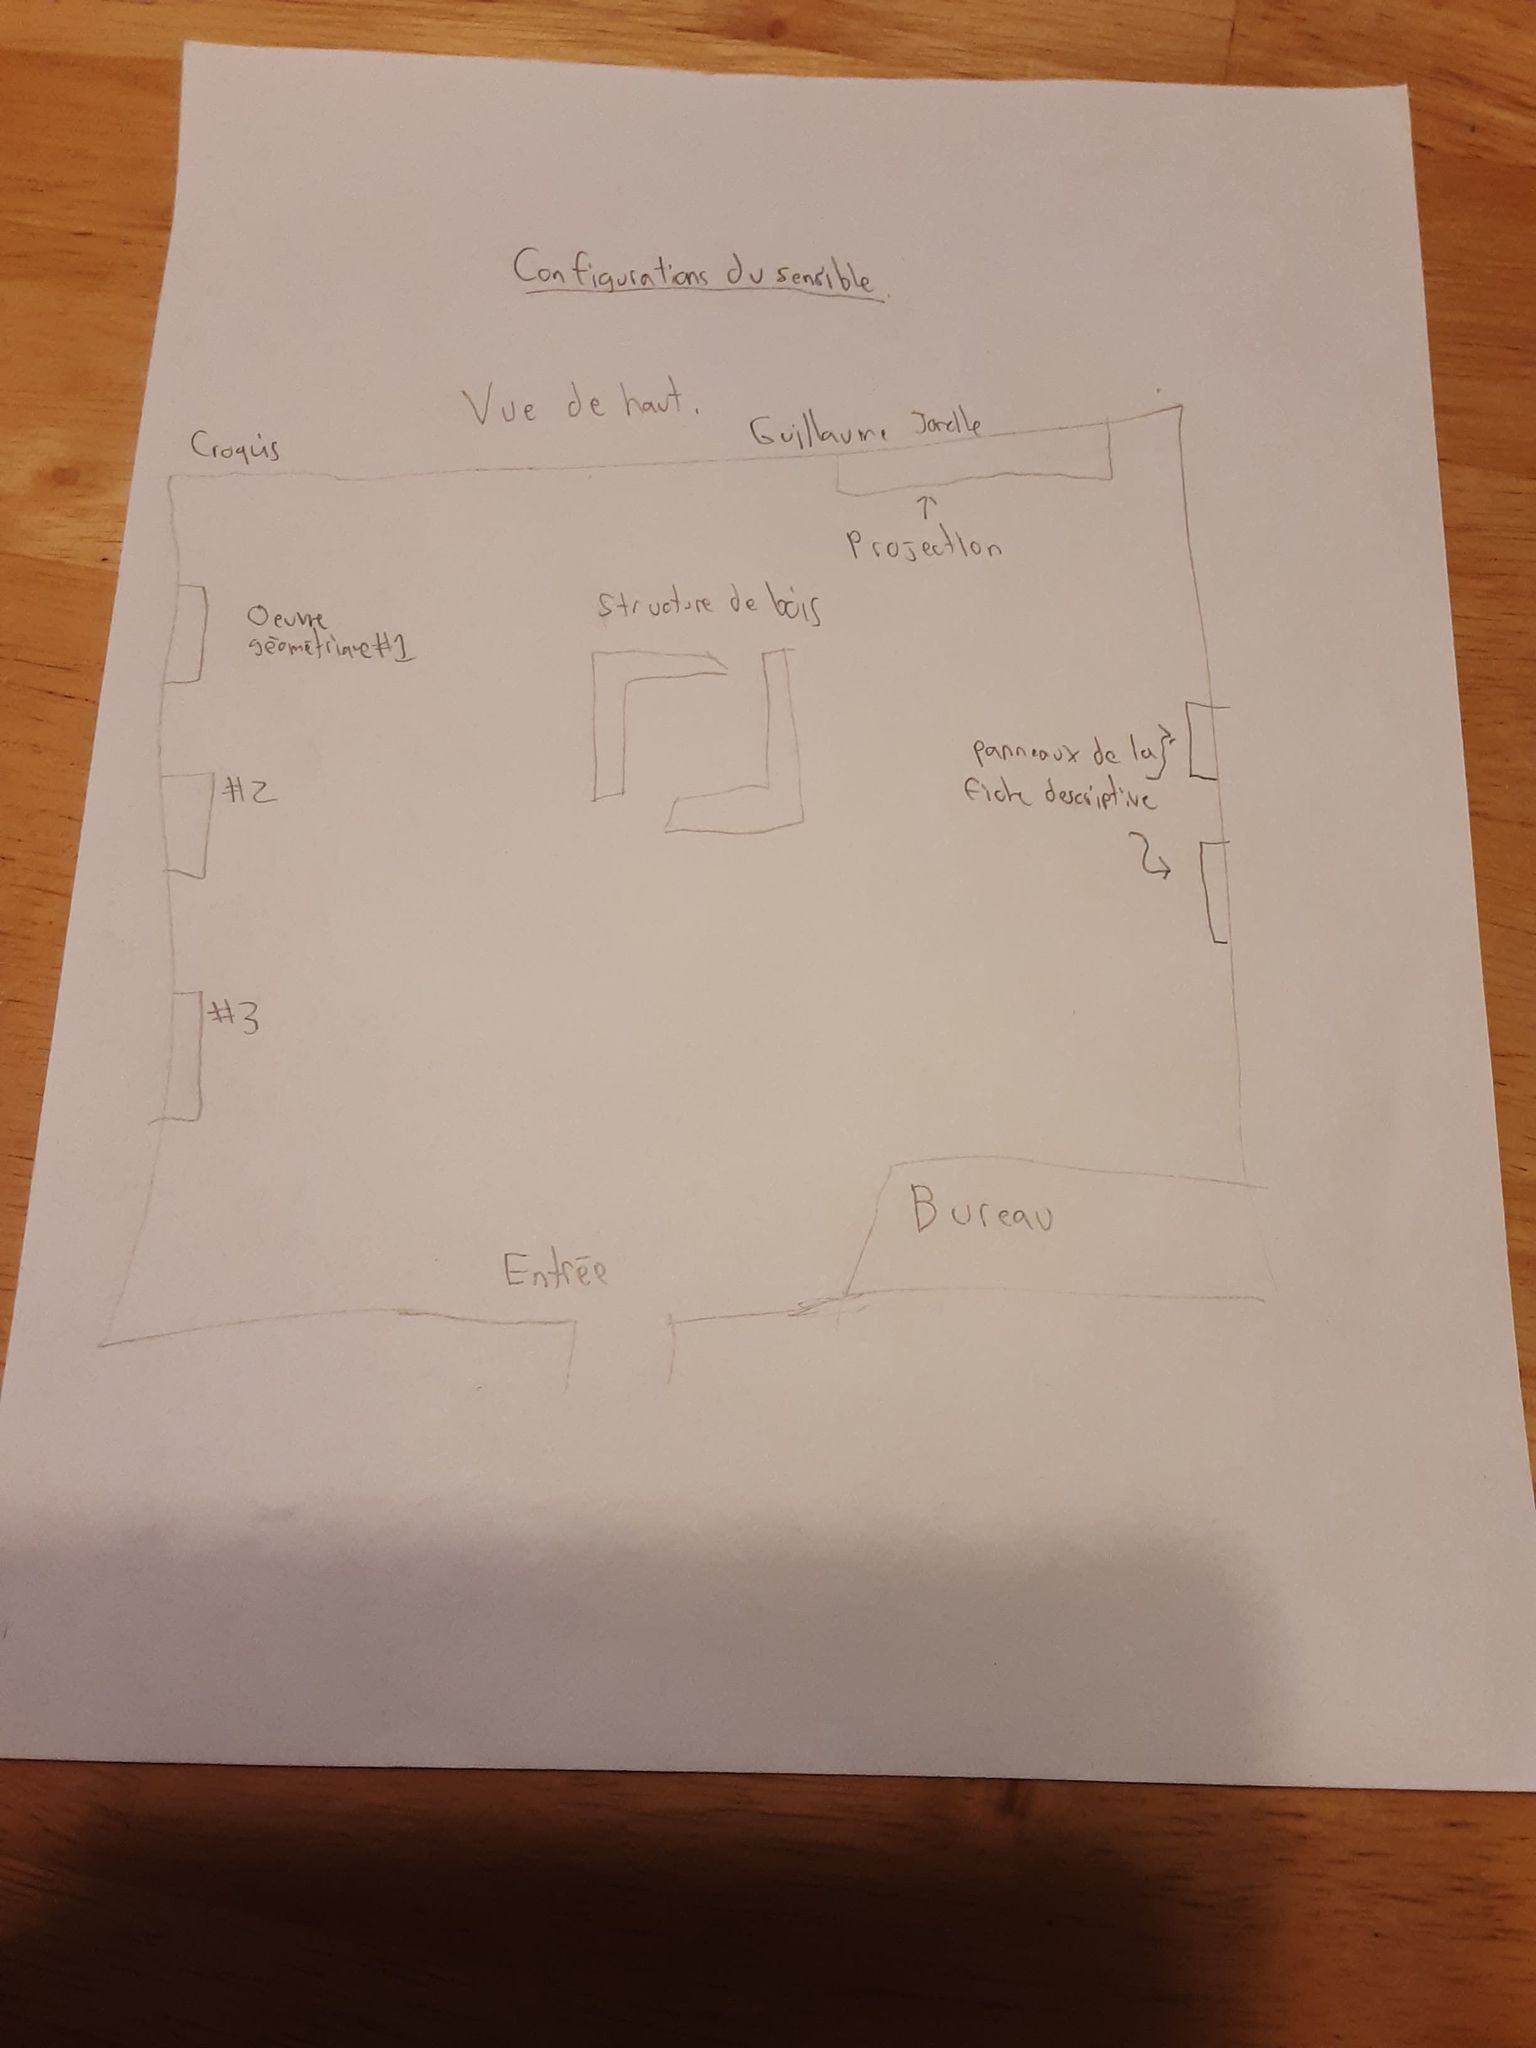 Configurations du sensible.
Vue de haut.
Croquis
Guillaume
Projection
Oeuvre
géométrique #1
Structure de bois
#2
panneaux de la
fiche descriptive
#3
Bureau
Entrée